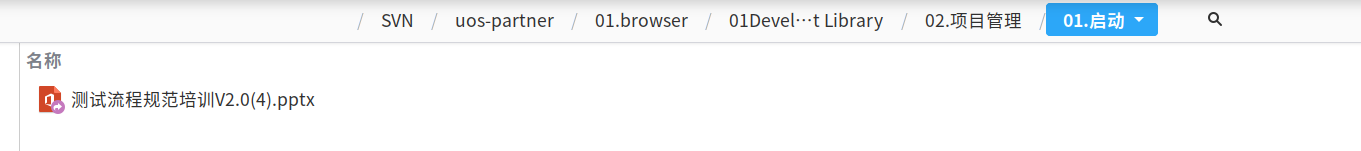 / SVN / uos-partner / 01.browser / 01Devel⋯t Library / 02.项目管理 / 01.启动
名称
测试流程规范培训V2.0(4).pptx